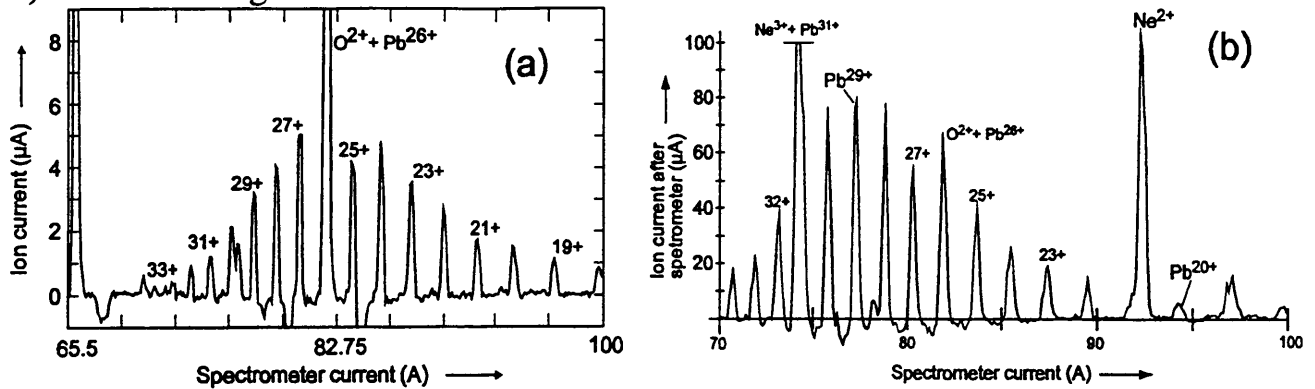 8
6
4
2
0
Ion current (µA)
O2+ + Pb26+
(a)
27+
25+
29+
23+
31+
21+
33+
19+
65.5
82.75
100
Spectrometer current (A)
100
80
60
40
20
Ion current after
spetrometer (µA)
Ne3+ + Pb31+
Ne2+
(b)
Pb29+
O2+ + Pb26+
27+
32+
25+
23+
Pb20+
70
80
90
100
Spectrometer current (A)